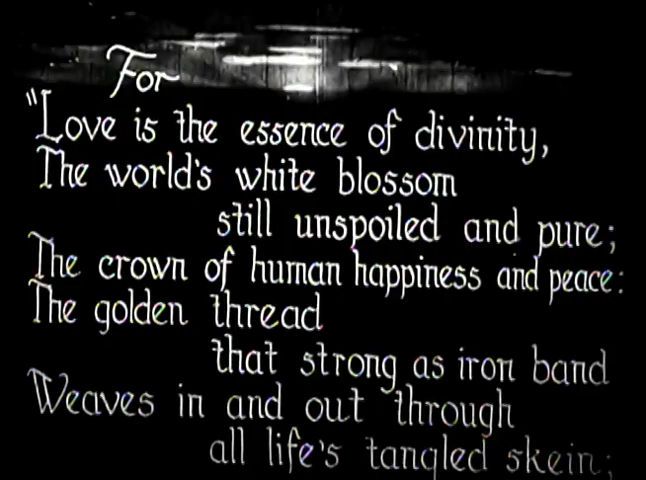 For
"Love is the essence of divinity,
The world's white blossom
still unspoiled and pure;
The crown of human happiness and peace:
The golden thread
that strong as iron band
Weaves in and out through
all life's tangled skein;